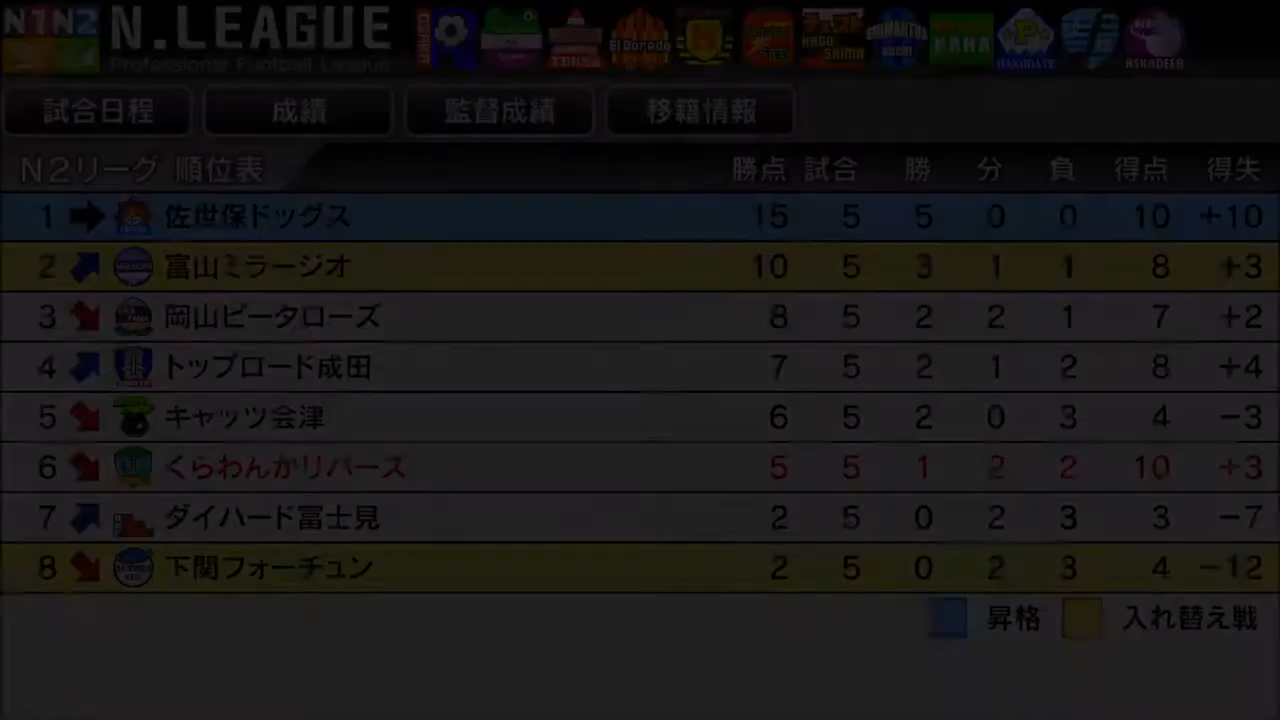 N1N2 N.LEAGUE
Professional Football League
El Dorado
KAGOSHIMA
NAHA
HAKODATE
ASKADEER
試合日程 成績 監督成績 移籍情報
N2リーグ 順位表 勝点 試合 勝 分 負 得点 得失
1 佐世保ドッグス 15 5 5 0 0 10 +10
2 富山ミラージオ 10 5 3 1 1 8 +3
3 岡山ビータローズ 8 5 2 2 1 7 +2
4 トップロード成田 7 5 2 1 2 8 +4
5 キャッツ会津 6 5 2 0 3 4 -3
6 くらわんかリバース 5 5 1 2 2 10 +3
7 ダイハード冨士見 2 5 0 2 3 3 -7
8 下関フォーチュン 2 5 0 2 3 4 -12
昇格 入れ替え戦